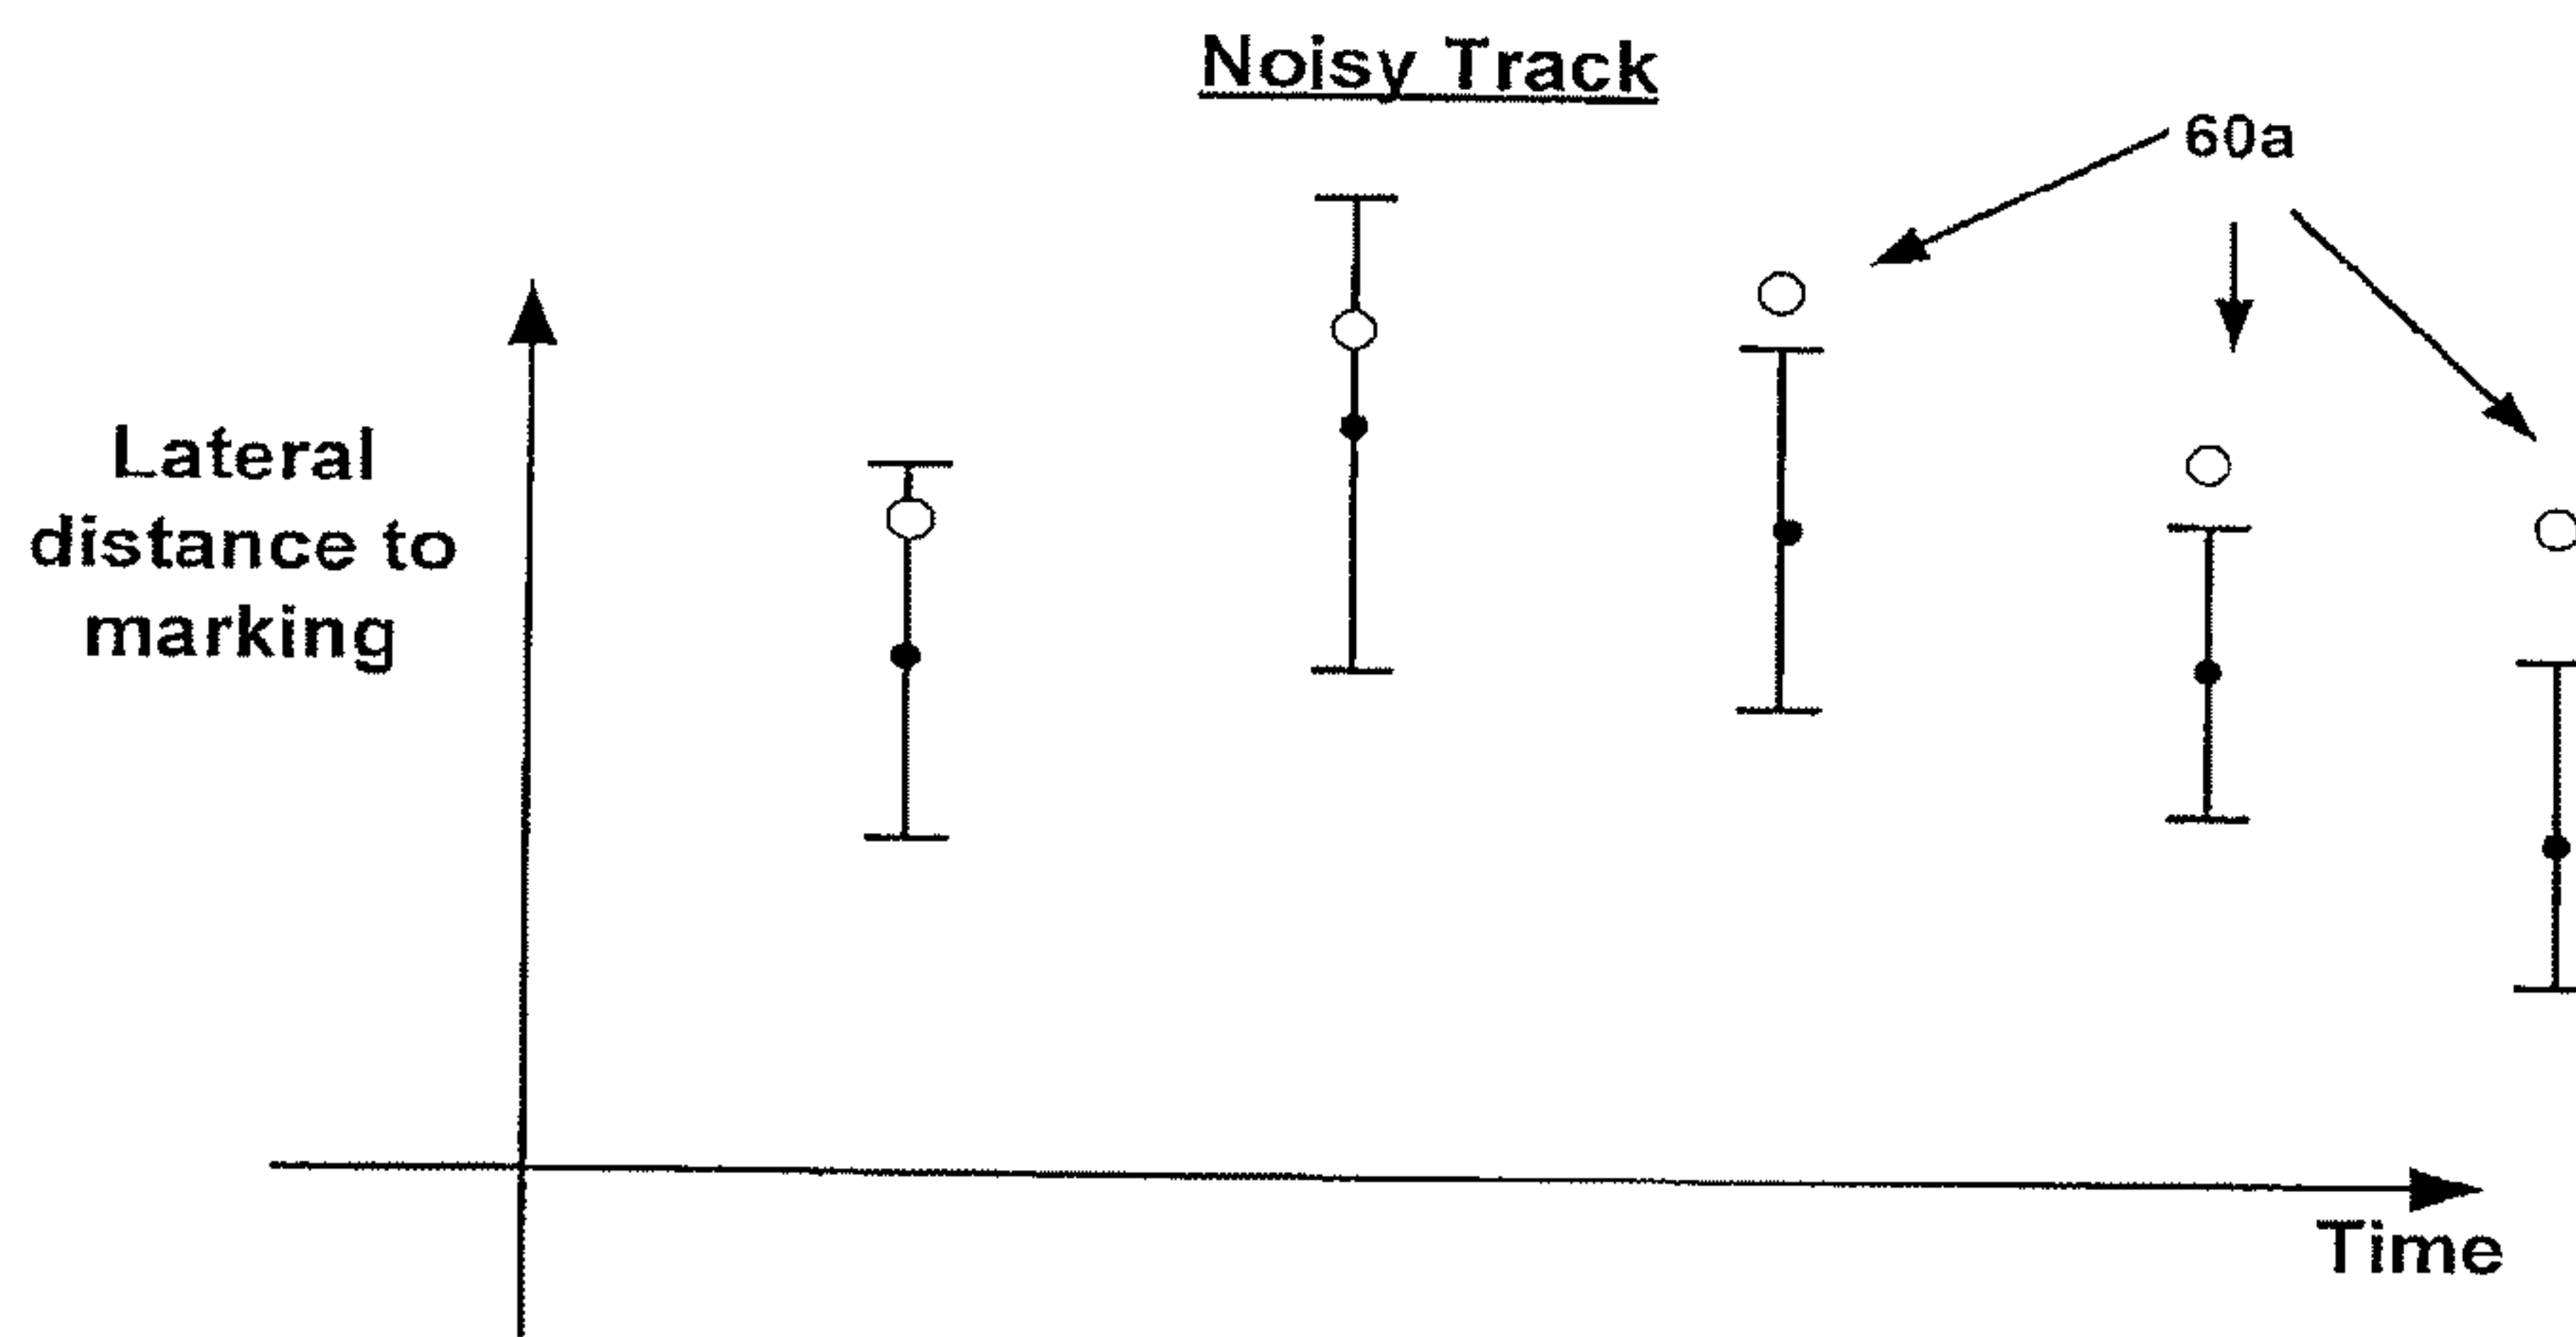 Noisy Track
60a
Lateral
distance to
marking
Time